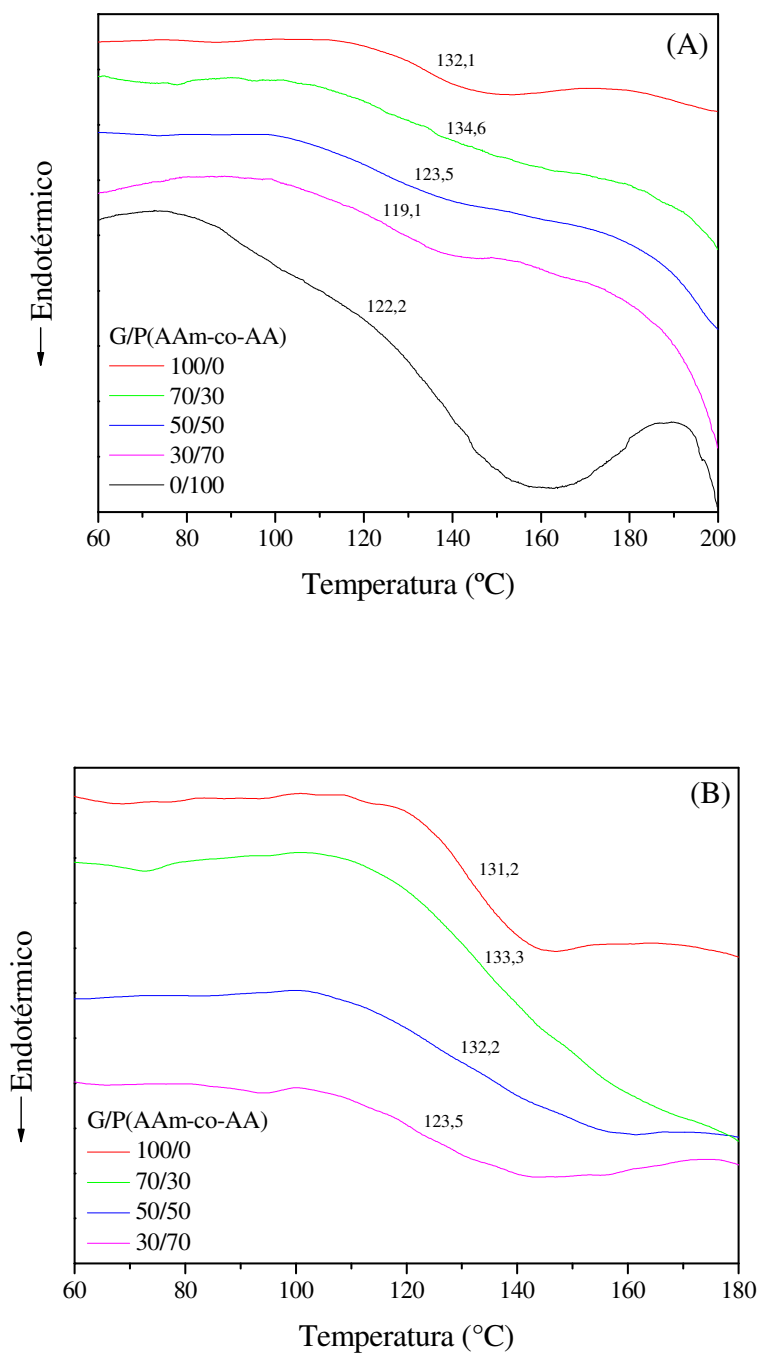 (A)
132,1
134,6
123,5
119,1
122,2
Endotérmico
G/P(AAm-co-AA)
100/0
70/30
50/50
30/70
0/100
60 80 100 120 140 160 180 200
Temperatura (ºC)
(B)
131,2
133,3
132,2
123,5
Endotérmico
G/P(AAm-co-AA)
100/0
70/30
50/50
30/70
60 80 100 120 140 160 180
Temperatura (°C)